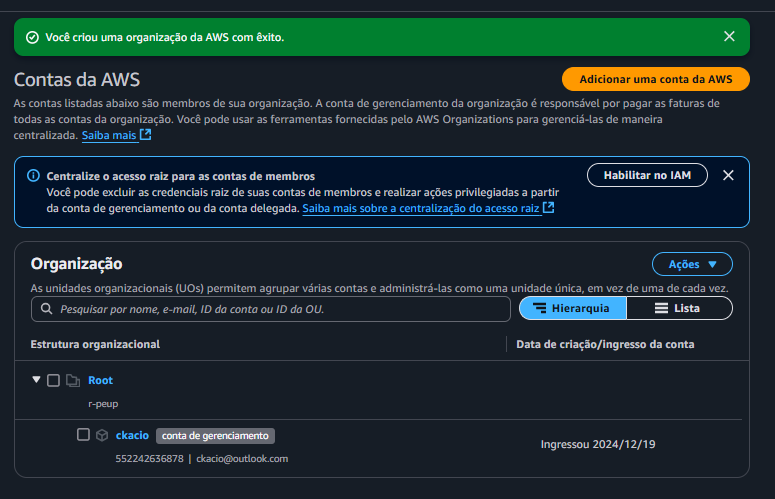 Você criou uma organização da AWS com êxito.
Contas da AWS
Adicionar uma conta da AWS
As contas listadas abaixo são membros de sua organização. A conta de gerenciamento da organização é responsável por pagar as faturas de
todas as contas da organização. Você pode usar as ferramentas fornecidas pelo AWS Organizations para gerenciá-las de maneira
centralizada. Saiba mais
Centralize o acesso raiz para as contas de membros
Você pode excluir as credenciais raiz de suas contas de membros e realizar ações privilegiadas a partir
da conta de gerenciamento ou da conta delegada. Saiba mais sobre a centralização do acesso raiz
Habilitar no IAM
Organização
Ações
As unidades organizacionais (UOs) permitem agrupar várias contas e administrá-las como uma unidade única, em vez de uma de cada vez.
Pesquisar por nome, e-mail, ID da conta ou ID da OU.
Hierarquia
Lista
Estrutura organizacional
Data de criação/ingresso da conta
Root
r-peup
ckacio conta de gerenciamento
552242636878 | ckacio@outlook.com
Ingressou 2024/12/19